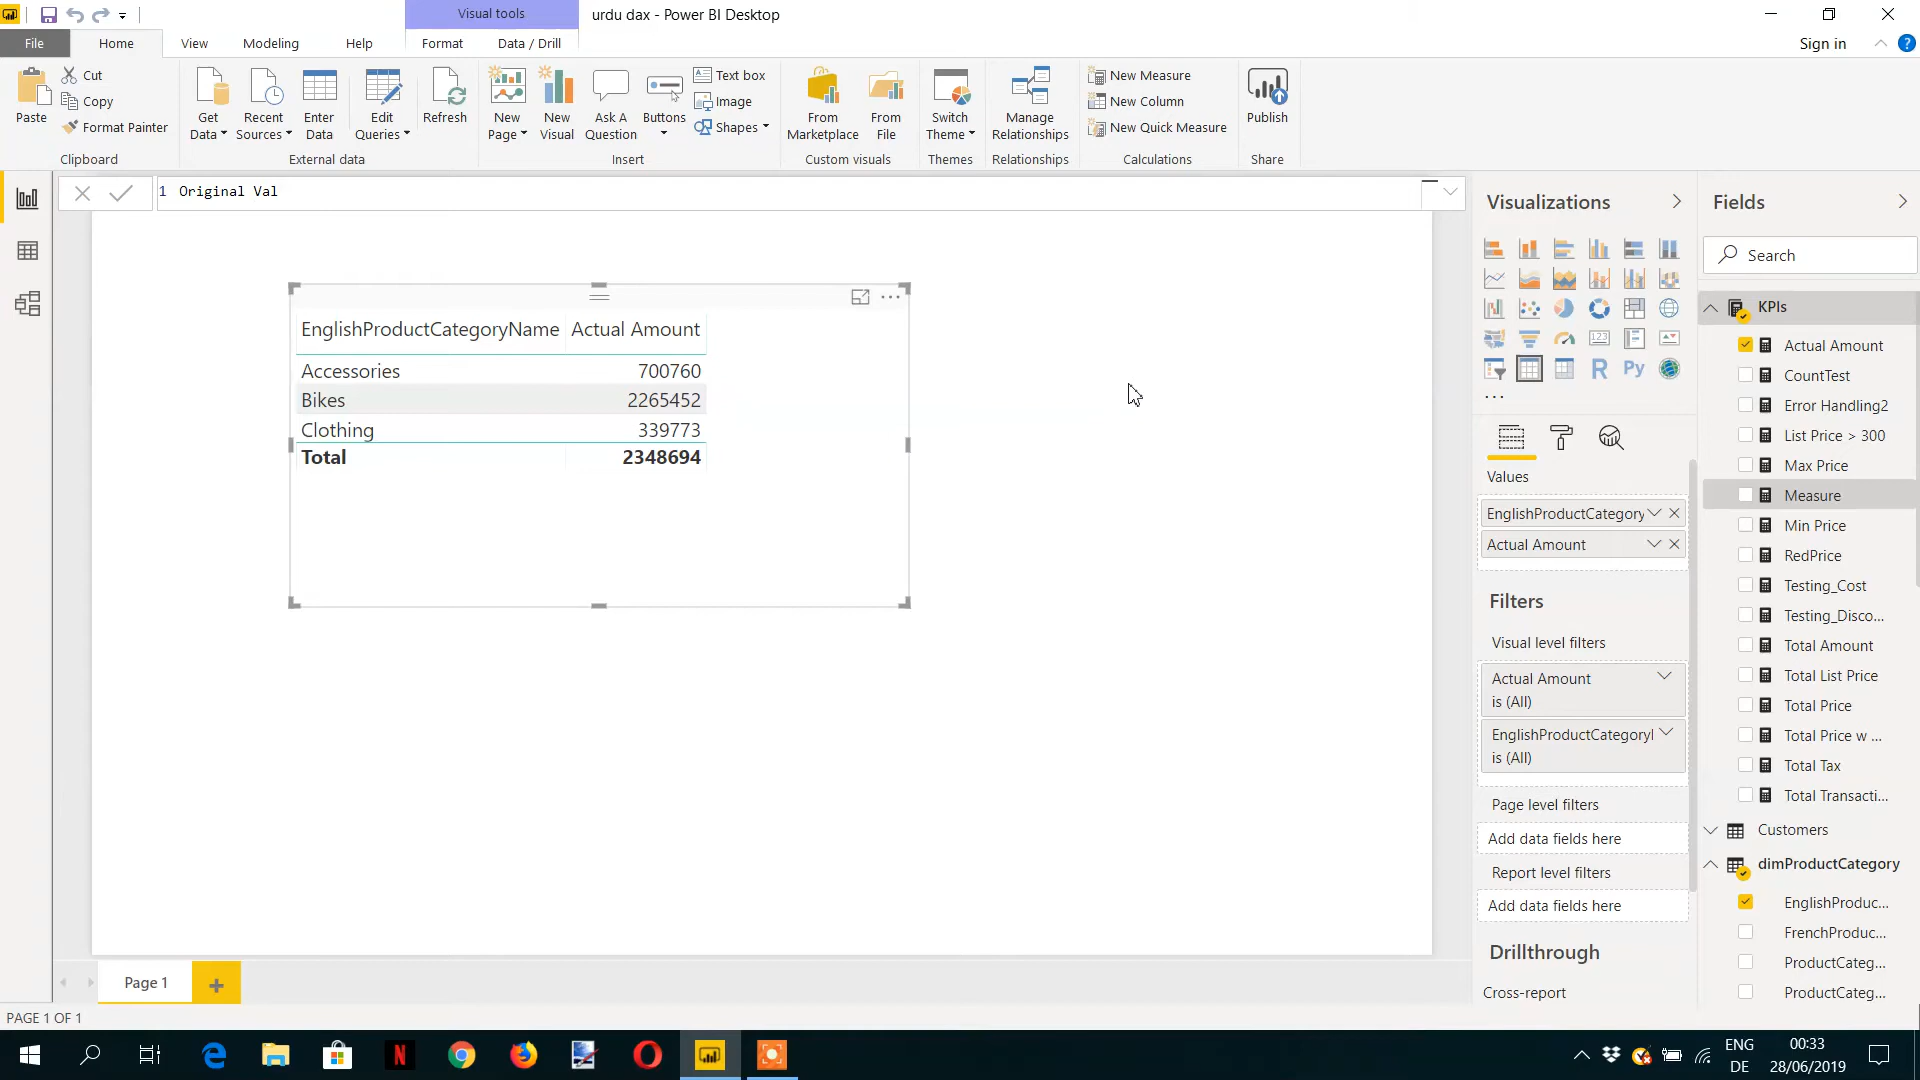 Visual tools
urdu dax - Power BI Desktop
File
Home
View
Modeling
Help
Format
Data / Drill
Sign in
Paste
Cut
Copy
Format Painter
Clipboard
Get Data
Recent Sources
Enter Data
Edit Queries
Refresh
External data
New Page
New Visual
Ask A Question
Buttons
Text box
Image
Shapes
Insert
From Marketplace
From File
Custom visuals
Switch Theme
Themes
Manage Relationships
Relationships
New Measure
New Column
New Quick Measure
Calculations
Publish
Share
1 Original Val
EnglishProductCategoryName Actual Amount
Accessories 700760
Bikes 2265452
Clothing 339773
Total 2348694
Visualizations
123
R
Py
Values
EnglishProductCategory
Actual Amount
Filters
Visual level filters
Actual Amount
is (All)
EnglishProductCategoryl
is (All)
Page level filters
Add data fields here
Report level filters
Add data fields here
Drillthrough
Cross-report
Fields
Search
KPIs
Actual Amount
CountTest
Error Handling2
List Price > 300
Max Price
Measure
Min Price
RedPrice
Testing_Cost
Testing_Disco...
Total Amount
Total List Price
Total Price
Total Price w ...
Total Tax
Total Transacti...
Customers
dimProductCategory
EnglishProduc...
FrenchProduc...
ProductCateg...
ProductCateg...
Page 1
PAGE 1 OF 1
ENG
DE
00:33
28/06/2019